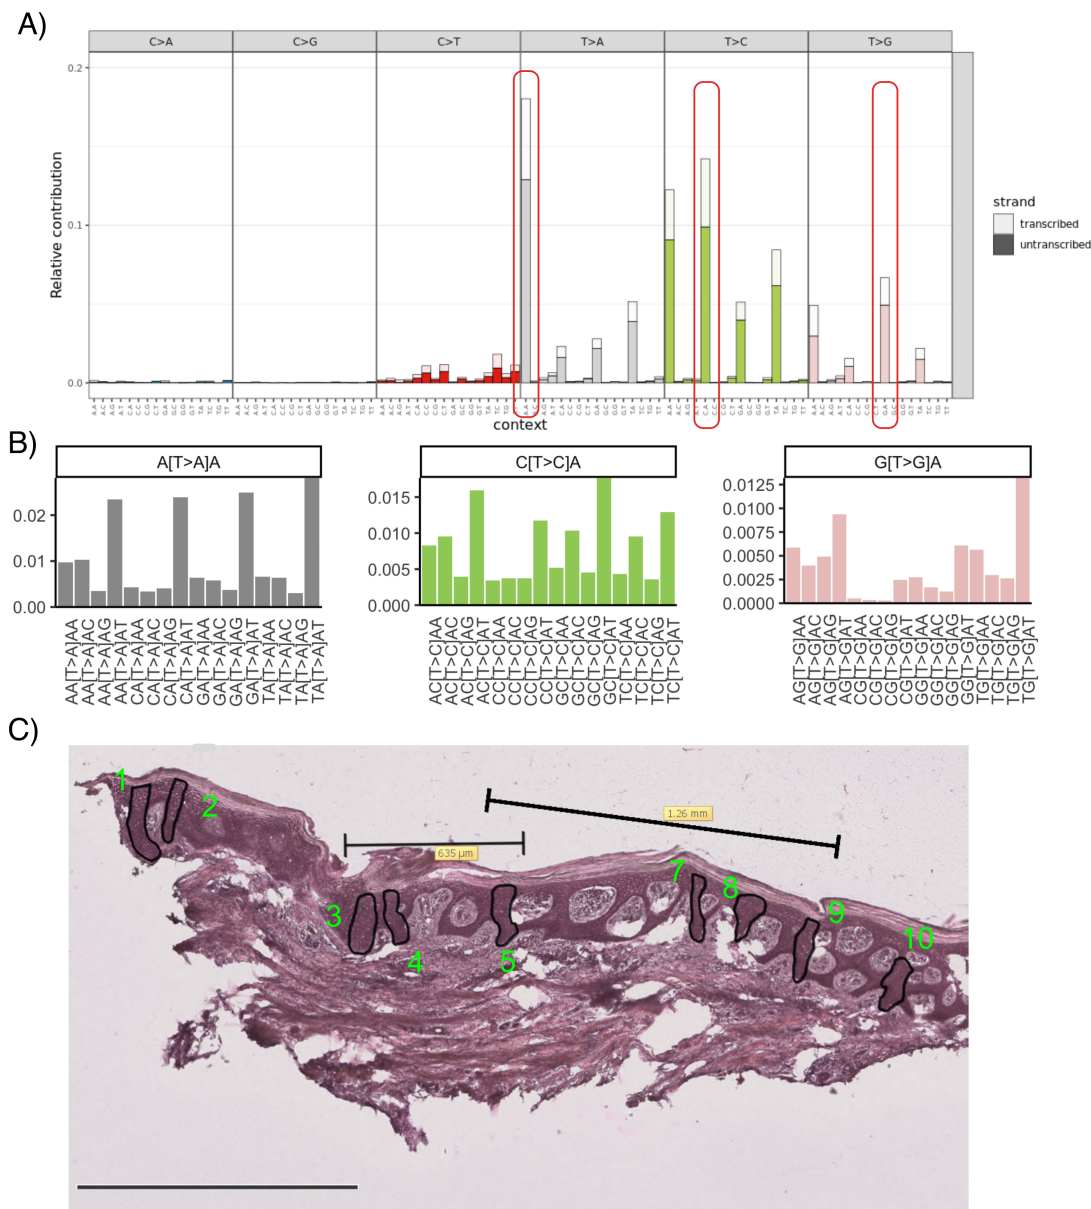 A)
C>A C>G C>T T>A T>C T>G
0.2
0.1
0.0
Relative contribution
context
strand
transcribed
untranscribed
B)
A[T>A]A
0.02
0.01
0.00
AA[T>A]AA
AA[T>A]AC
AA[T>A]AG
AA[T>A]AT
CA[T>A]AA
CA[T>A]AC
CA[T>A]AG
CA[T>A]AT
GA[T>A]AA
GA[T>A]AC
GA[T>A]AG
GA[T>A]AT
TA[T>A]AA
TA[T>A]AC
TA[T>A]AG
TA[T>A]AT
C[T>C]A
0.015
0.010
0.005
0.000
AC[T>C]AA
AC[T>C]AC
AC[T>C]AG
AC[T>C]AT
CC[T>C]AA
CC[T>C]AC
CC[T>C]AG
CC[T>C]AT
GC[T>C]AA
GC[T>C]AC
GC[T>C]AG
GC[T>C]AT
TC[T>C]AA
TC[T>C]AC
TC[T>C]AG
TC[T>C]AT
G[T>G]A
0.0125
0.0100
0.0075
0.0050
0.0025
0.0000
AG[T>G]AA
AG[T>G]AC
AG[T>G]AG
AG[T>G]AT
CG[T>G]AA
CG[T>G]AC
CG[T>G]AG
CG[T>G]AT
GG[T>G]AA
GG[T>G]AC
GG[T>G]AG
GG[T>G]AT
TG[T>G]AA
TG[T>G]AC
TG[T>G]AG
TG[T>G]AT
C)
1
2
1.26 mm
635 µm
7
8
3
9
10
4
5